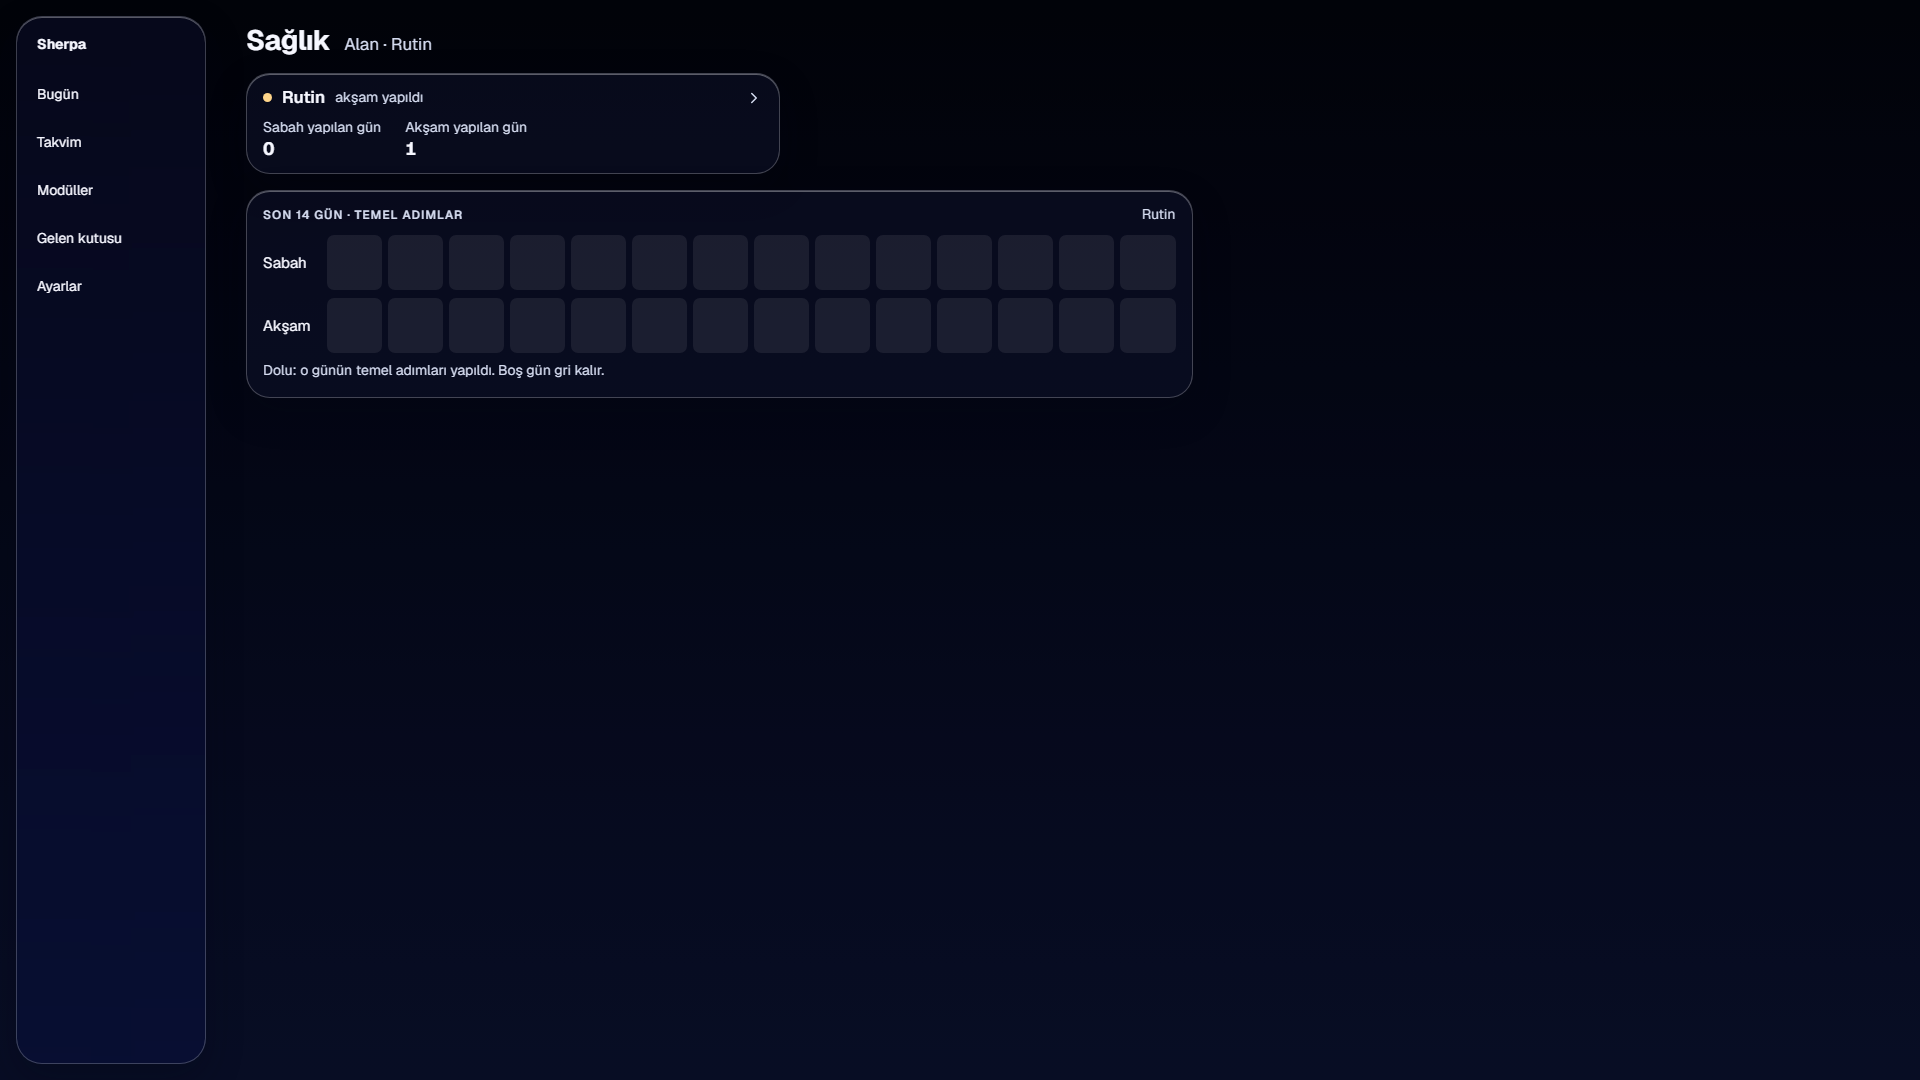 Sherpa
Bugün
Takvim
Modüller
Gelen kutusu
Ayarlar
Sağlık Alan · Rutin
Rutin akşam yapıldı
Sabah yapılan gün Akşam yapılan gün
0 1
SON 14 GÜN · TEMEL ADIMLAR Rutin
Sabah
Akşam
Dolu: o günün temel adımları yapıldı. Boş gün gri kalır.